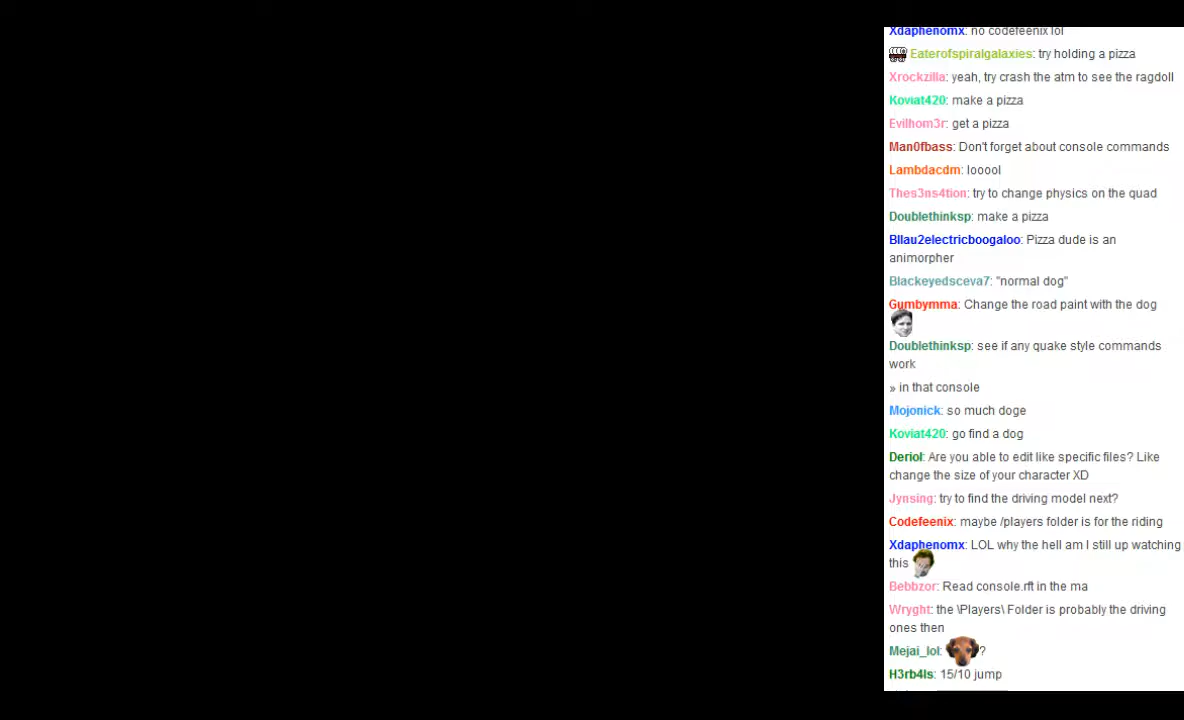 Xdaphenomx: no codefeenix lol
Eaterofspiralgalaxies: try holding a pizza
Xrockzilla: yeah, try crash the atm to see the ragdoll
Koviat420: make a pizza
Evilhom3r: get a pizza
Man0fbass: Don't forget about console commands
Lambdacdm: looool
Thes3ns4tion: try to change physics on the quad
Doublethinksp: make a pizza
Bllau2electricboogaloo: Pizza dude is an
animorpher
Blackeyedsceva7: "normal dog"
Gumbymma: Change the road paint with the dog
Doublethinksp: see if any quake style commands
work
» in that console
Mojonick: so much doge
Koviat420: go find a dog
Deriol: Are you able to edit like specific files? Like
change the size of your character XD
Jynsing: try to find the driving model next?
Codefeenix: maybe /players folder is for the riding
Xdaphenomx: LOL why the hell am I still up watching
this
Bebbzor: Read console.rft in the ma
Wryght: the \Players\ Folder is probably the driving
ones then
Mejai_lol: ?
H3rb4ls: 15/10 jump